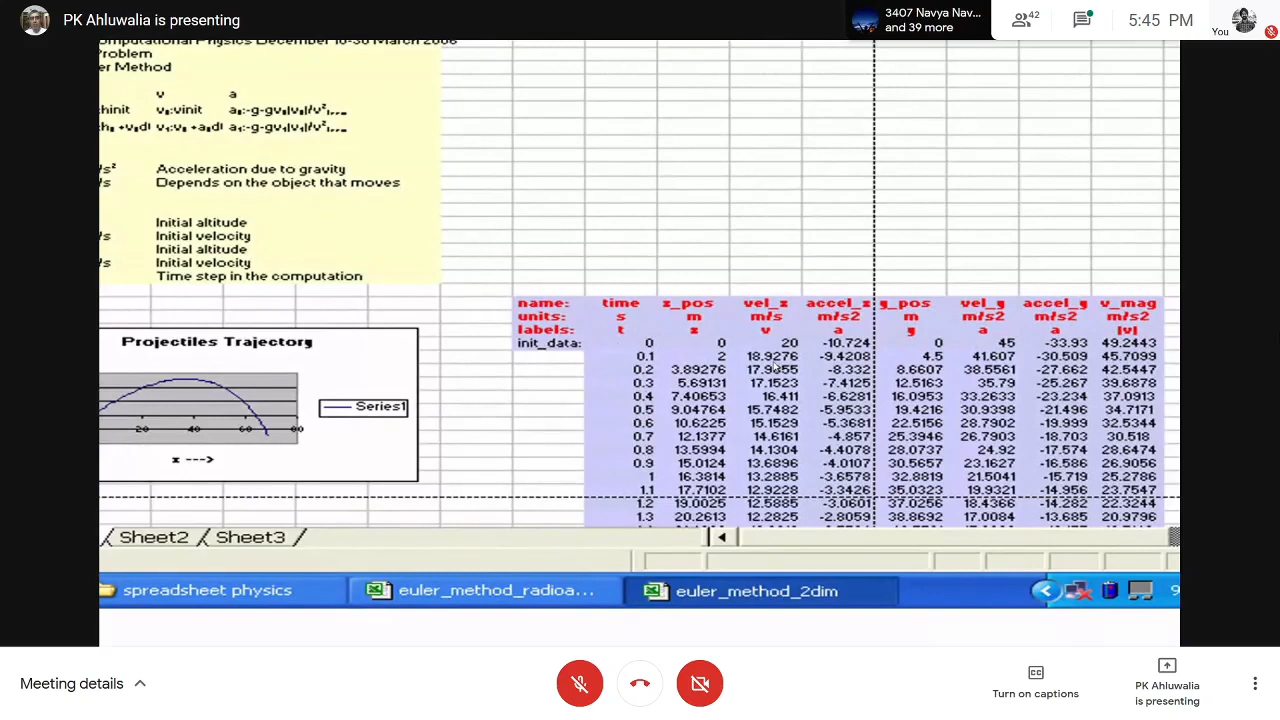 PK Ahluwalia is presenting
3407 Navya Nav...
and 39 more
42
5:45 PM
You
omputational Physics December
Problem
er Method
v a
Acceleration due to gravity
Depends on the object that moves
Initial altitude
/s Initial velocity
Initial altitude
/s Initial velocity
Time step in the computation
Projectiles Trajectory
Series1
20 40 60 80
x --->
name: time x_pos vel_x accel_x y_pos vel_y accel_y v_mag
units: s m m/s m/s2 m m/s2 m/s2 m/s
labels: t x v a y a a |v|
init_data: 0 0 20 -10.724 0 45 -33.93 49.2443
0.1 2 18.9276 -9.4208 4.5 41.607 -30.509 45.7099
0.2 3.89276 -8.332 8.6607 38.5561 -27.662 42.5447
0.3 5.69131 17.1523 -7.4125 12.5163 35.79 -25.267 39.6878
0.4 7.40653 16.411 -6.6281 16.0953 33.2633 -23.234 37.0913
0.5 9.04764 15.7482 -5.9533 19.4216 30.9398 -21.496 34.7171
0.6 10.6225 15.1529 -5.3681 22.5156 28.7902 -19.999 32.5344
0.7 12.1377 14.6161 -4.857 25.3946 26.7903 -18.703 30.518
0.8 13.5994 14.1304 -4.4078 28.0737 24.92 -17.574 28.6474
0.9 15.0124 13.6896 -4.0107 30.5657 23.1627 -16.586 26.9056
1 16.3814 13.2885 -3.6578 32.8819 21.5041 -15.719 25.2786
1.1 17.7102 12.9228 -3.3426 35.0323 19.9321 -14.956 23.7547
1.2 19.0025 12.5885 -3.0601 37.0256 18.4366 -14.282 22.3244
1.3 20.2613 12.2825 -2.8059 38.8692 17.0084 -13.685 20.9796
Sheet2 Sheet3
spreadsheet physics
euler_method_radioa...
euler_method_2dim
9
Meeting details
Turn on captions
PK Ahluwalia
is presenting